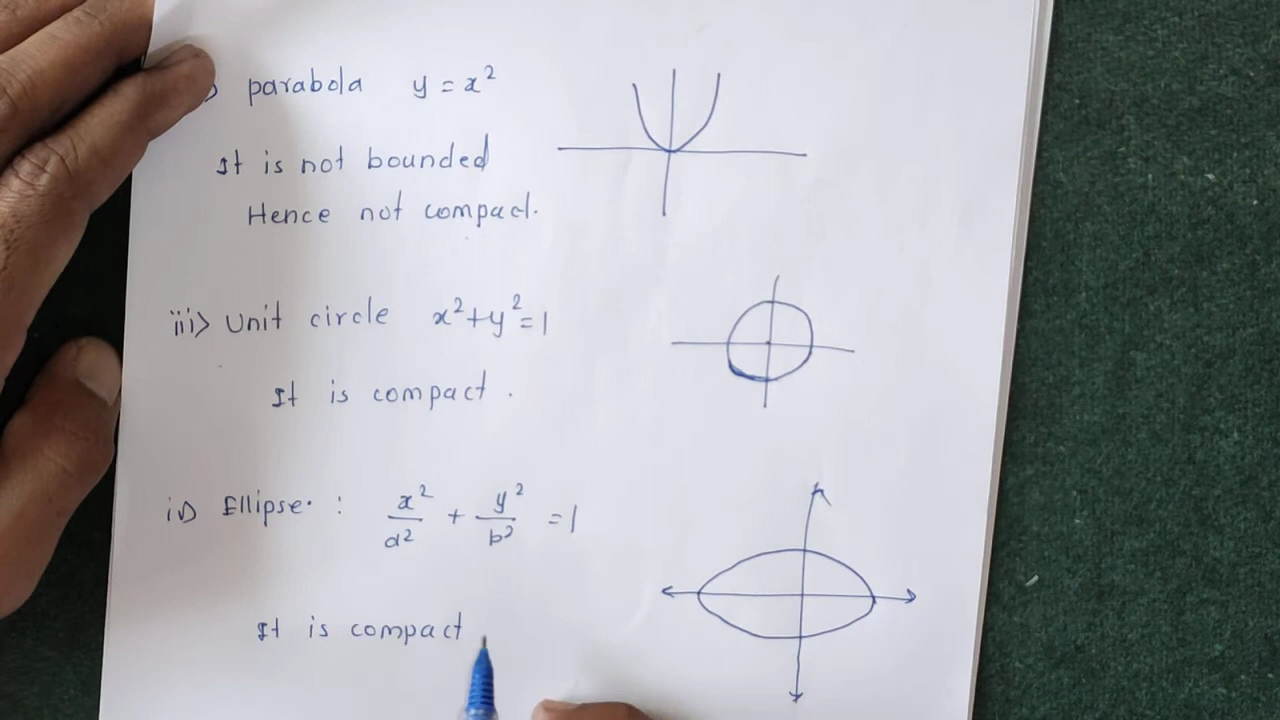 parabola y = x²
It is not bounded
Hence not compact.
iii> Unit circle x² + y² = 1
It is compact .
iv) Ellipse. : x²/a² + y²/b² = 1
It is compact